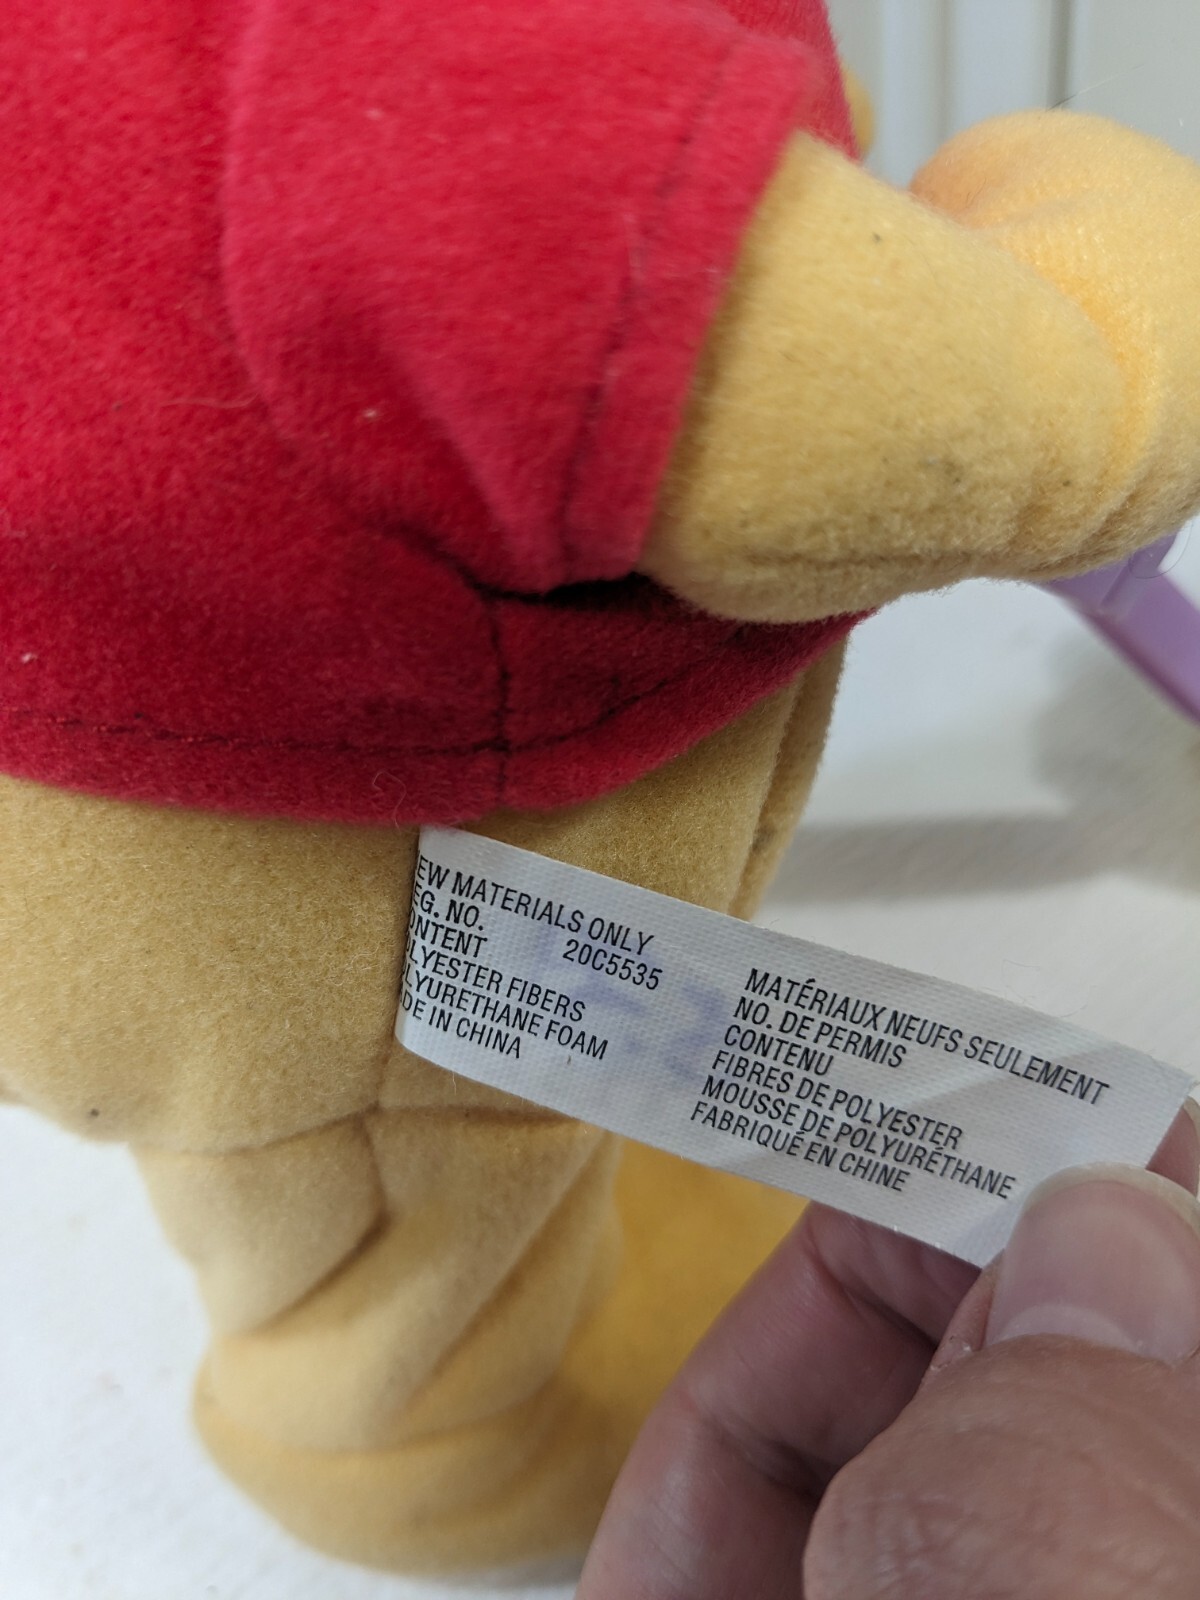 EW MATERIALS ONLY
EG. NO. 20C5535
ONTENT
LYESTER FIBERS
LYURETHANE FOAM
DE IN CHINA
MATÉRIAUX NEUFS SEULEMENT
NO. DE PERMIS
CONTENU
FIBRES DE POLYESTER
MOUSSE DE POLYURÉTHANE
FABRIQUÉ EN CHINE